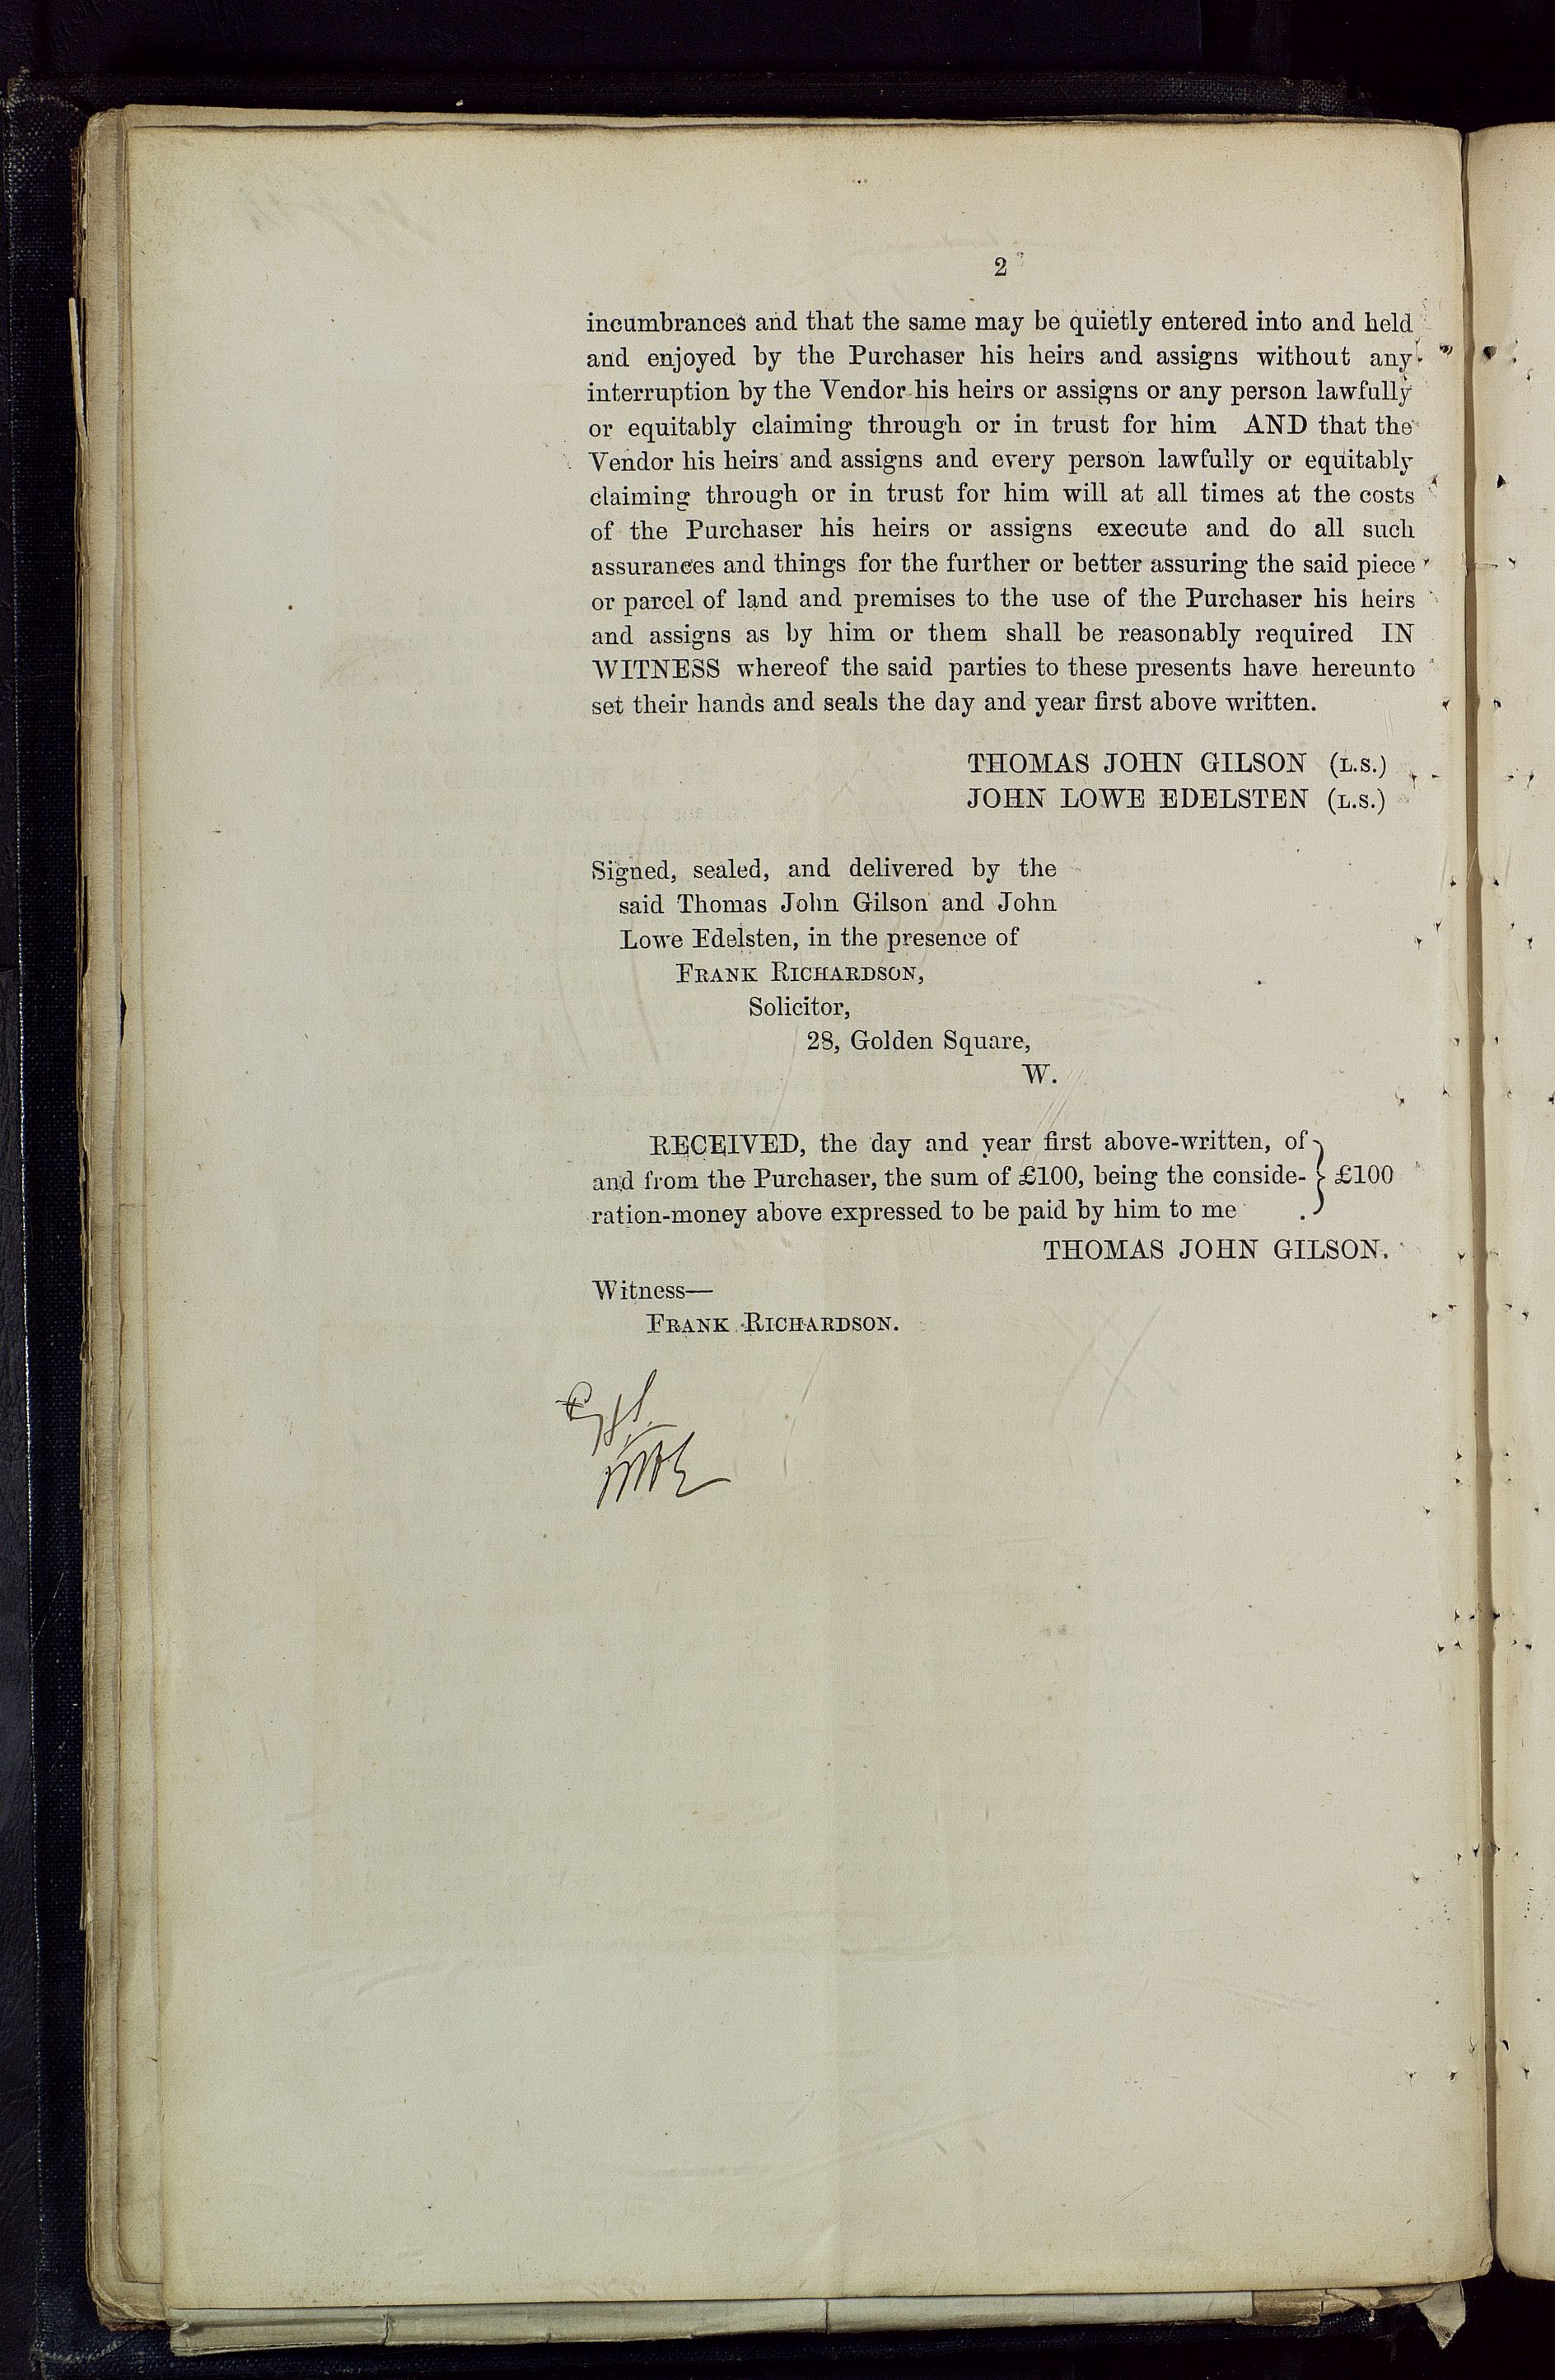 2
incumbrances and that the same may be quietly entered into and held
and enjoyed by the Purchaser his heirs and assigns without any
interruption by the Vendor his heirs or assigns or any person lawfully
or equitably claiming through or in trust for him AND that the
Vendor his heirs and assigns and every person lawfully or equitably
claiming through or in trust for him will at all times at the costs
of the Purchaser his heirs or assigns execute and do all such
assurances and things for the further or better assuring the said piece
or parcel of land and premises to the use of the Purchaser his heirs
and assigns as by him or them shall be reasonably required IN
WITNESS whereof the said parties to these presents have hereunto
set their hands and seals the day and year first above written.
THOMAS JOHN GILSON (L.S.)
JOHN LOWE EDELSTEN (L.S.)
Signed, sealed, and delivered by the
said Thomas John Gilson and John
Lowe Edelsten, in the presence of
FRANK RICHARDSON,
Solicitor,
28, Golden Square,
W.
RECEIVED, the day and year first above-written, of
and from the Purchaser, the sum of £100, being the conside- } £100
ration-money above expressed to be paid by him to me .
THOMAS JOHN GILSON.
Witness—
FRANK RICHARDSON.